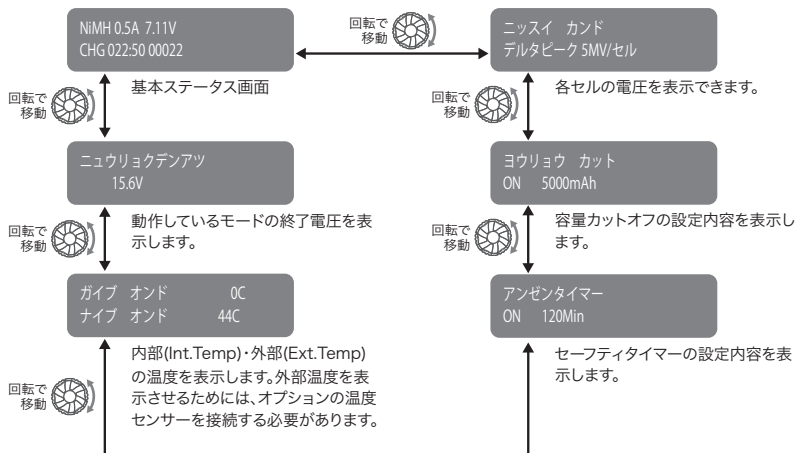 NiMH 0.5A 7.11V
CHG 022:50 00022
回転で
移動
基本ステータス画面
回転で
移動
ニュウリョクデンアツ
15.6V
回転で
移動
動作しているモードの終了電圧を表
示します。
ガイブ オンド 0C
ナイブ オンド 44C
回転で
移動
内部(Int.Temp)・外部(Ext.Temp)
の温度を表示します。外部温度を表
示させるためには、オプションの温度
センサーを接続する必要があります。
回転で
移動
ニッスイ カンド
デルタピーク 5MV/セル
回転で
移動
各セルの電圧を表示できます。
ヨウリョウ カット
ON 5000mAh
回転で
移動
容量カットオフの設定内容を表示し
ます。
アンゼンタイマー
ON 120Min
セーフティタイマーの設定内容を表
示します。